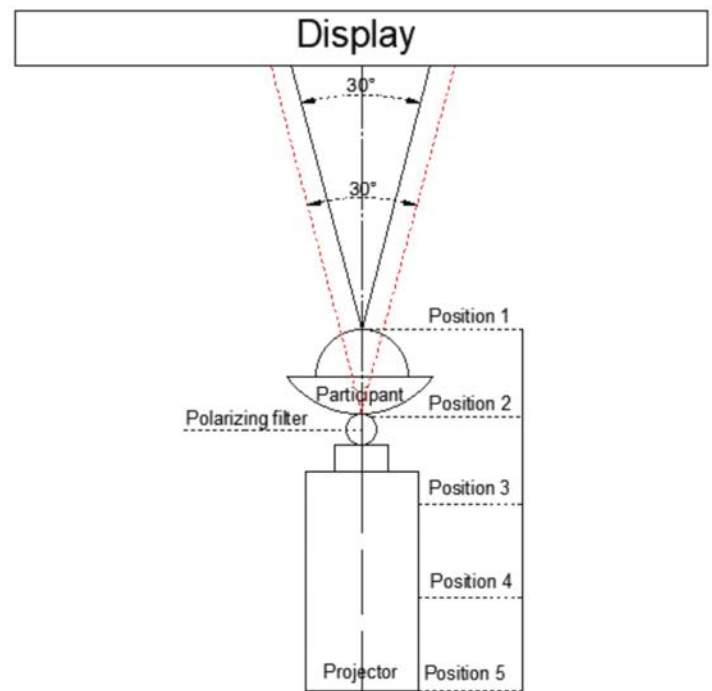 Display
30°
30°
Position 1
Participant
Position 2
Polarizing filter
Position 3
Position 4
Projector
Position 5